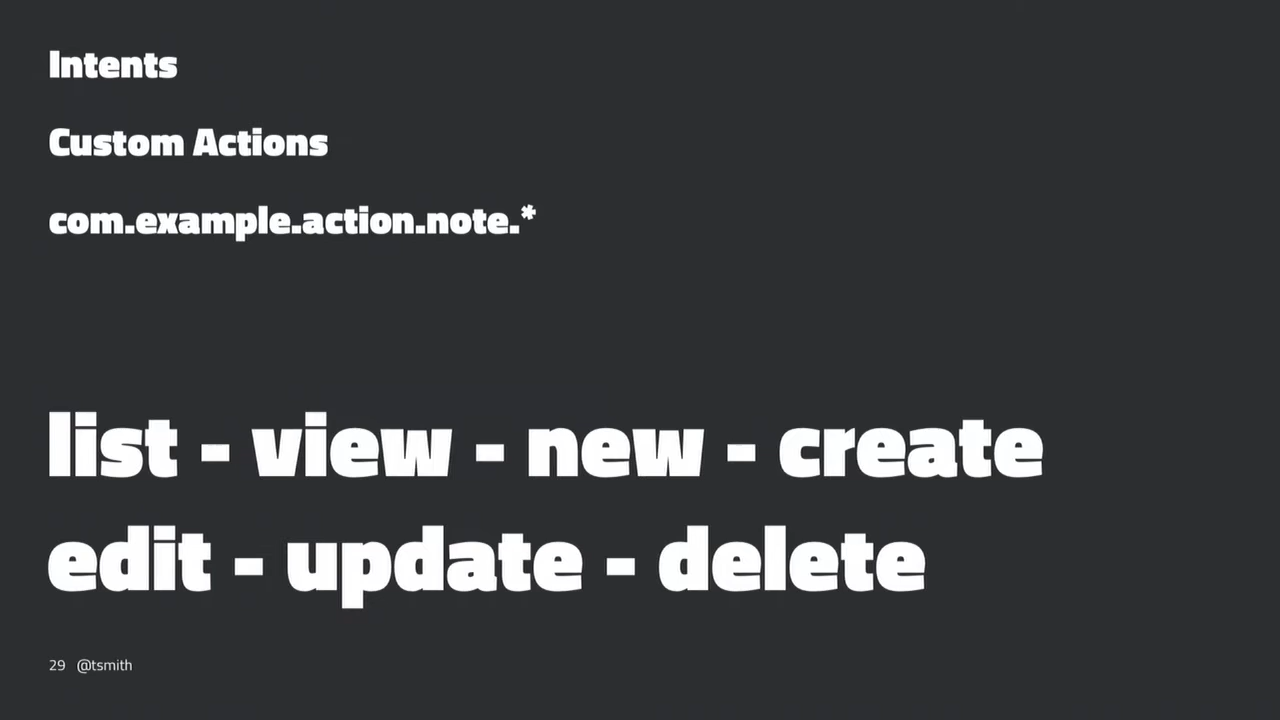 Intents
Custom Actions
com.example.action.note.*
list - view - new - create
edit - update - delete
29 @tsmith